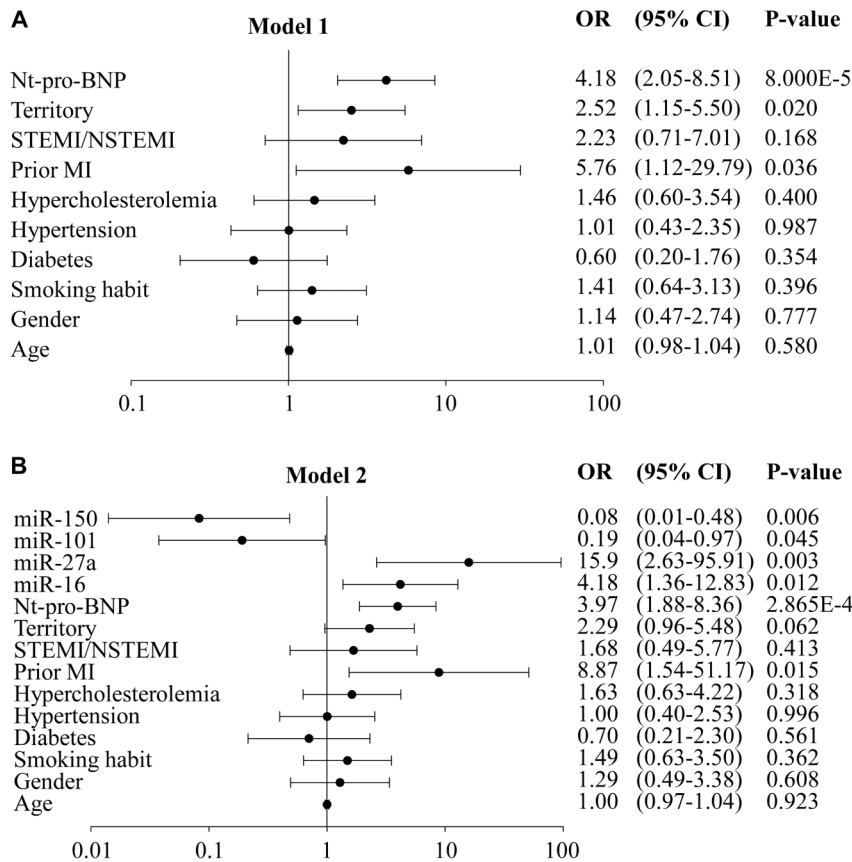 A
Model 1
OR (95% CI) P-value
Nt-pro-BNP 4.18 (2.05-8.51) 8.000E-5
Territory 2.52 (1.15-5.50) 0.020
STEMI/NSTEMI 2.23 (0.71-7.01) 0.168
Prior MI 5.76 (1.12-29.79) 0.036
Hypercholesterolemia 1.46 (0.60-3.54) 0.400
Hypertension 1.01 (0.43-2.35) 0.987
Diabetes 0.60 (0.20-1.76) 0.354
Smoking habit 1.41 (0.64-3.13) 0.396
Gender 1.14 (0.47-2.74) 0.777
Age 1.01 (0.98-1.04) 0.580
0.1 1 10 100
B
Model 2
OR (95% CI) P-value
miR-150 0.08 (0.01-0.48) 0.006
miR-101 0.19 (0.04-0.97) 0.045
miR-27a 15.9 (2.63-95.91) 0.003
miR-16 4.18 (1.36-12.83) 0.012
Nt-pro-BNP 3.97 (1.88-8.36) 2.865E-4
Territory 2.29 (0.96-5.48) 0.062
STEMI/NSTEMI 1.68 (0.49-5.77) 0.413
Prior MI 8.87 (1.54-51.17) 0.015
Hypercholesterolemia 1.63 (0.63-4.22) 0.318
Hypertension 1.00 (0.40-2.53) 0.996
Diabetes 0.70 (0.21-2.30) 0.561
Smoking habit 1.49 (0.63-3.50) 0.362
Gender 1.29 (0.49-3.38) 0.608
Age 1.00 (0.97-1.04) 0.923
0.01 0.1 1 10 100